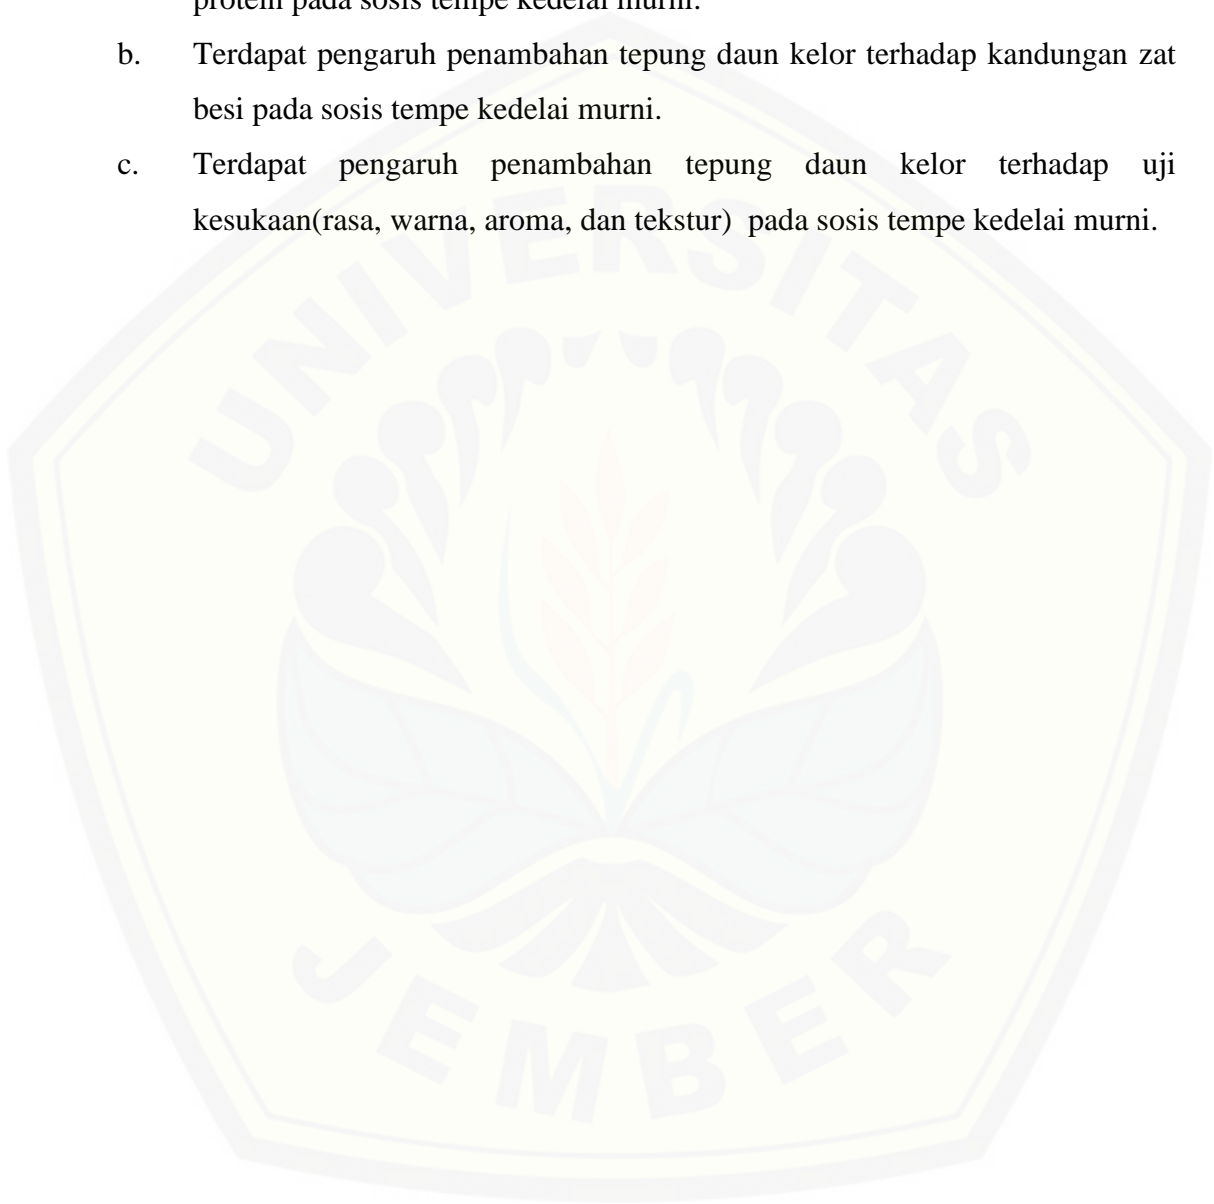 protein pada sosis tempe kedelai murni.
b. Terdapat pengaruh penambahan tepung daun kelor terhadap kandungan zat
besi pada sosis tempe kedelai murni.
c. Terdapat pengaruh penambahan tepung daun kelor terhadap uji
kesukaan(rasa, warna, aroma, dan tekstur) pada sosis tempe kedelai murni.
UNIVERSITAS
JEMBER